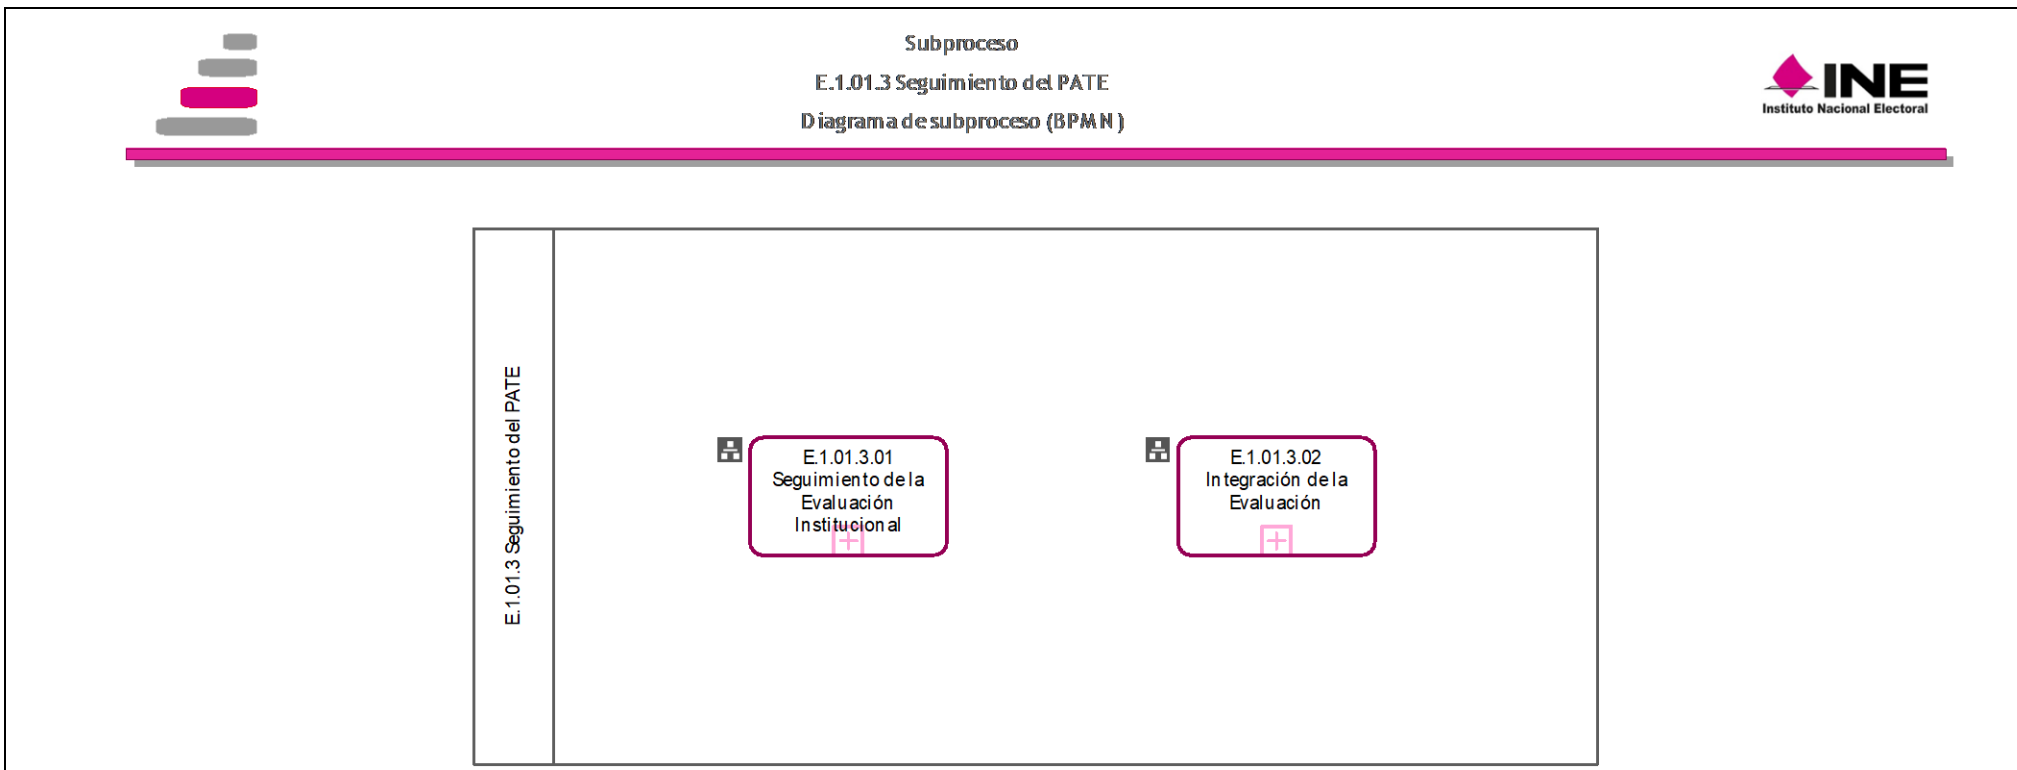 Subproceso
E.1.01.3 Seguimiento del PATE
Diagrama de subproceso (BPMN)
INE
Instituto Nacional Electoral
E.1.01.3 Seguimiento del PATE
E.1.01.3.01
Seguimiento de la
Evaluación
Institucional
E.1.01.3.02
Integración de la
Evaluación